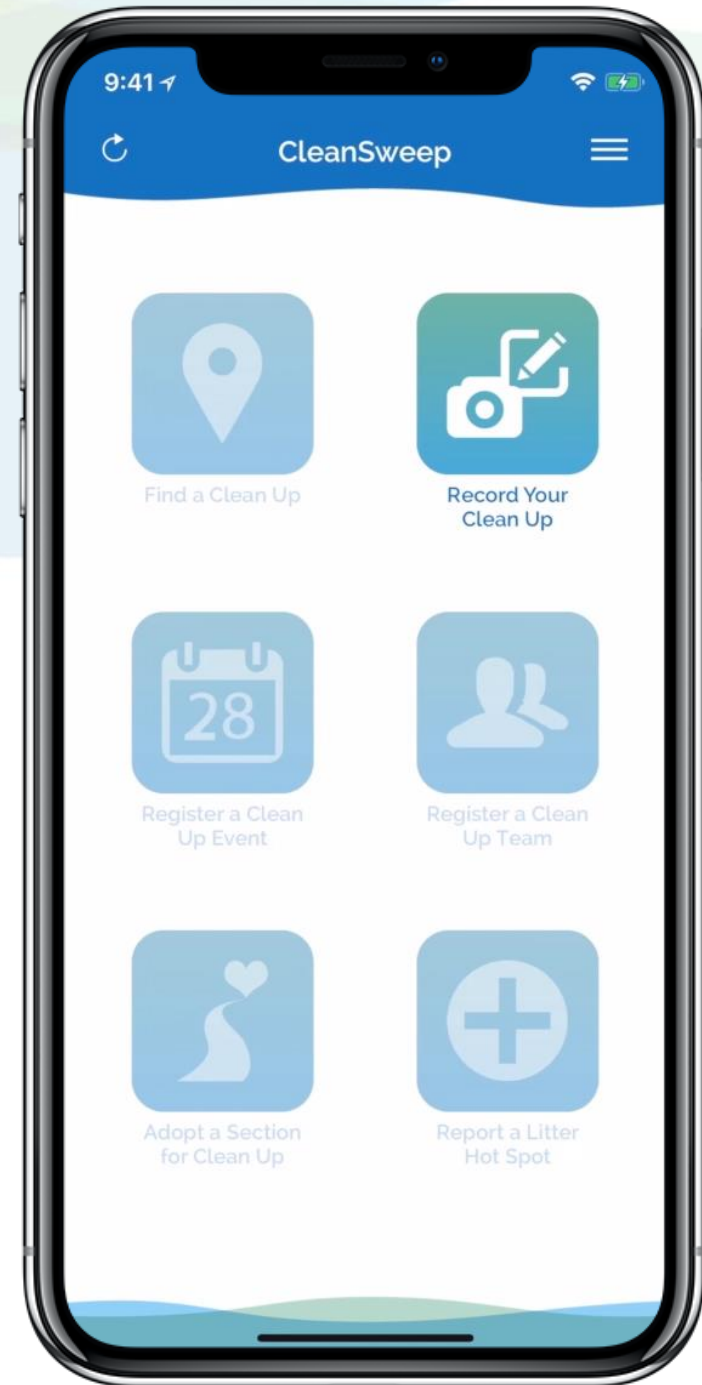 9:41
CleanSweep
Find a Clean Up
Record Your
Clean Up
28
Register a Clean
Up Event
Register a Clean
Up Team
Adopt a Section
for Clean Up
Report a Litter
Hot Spot